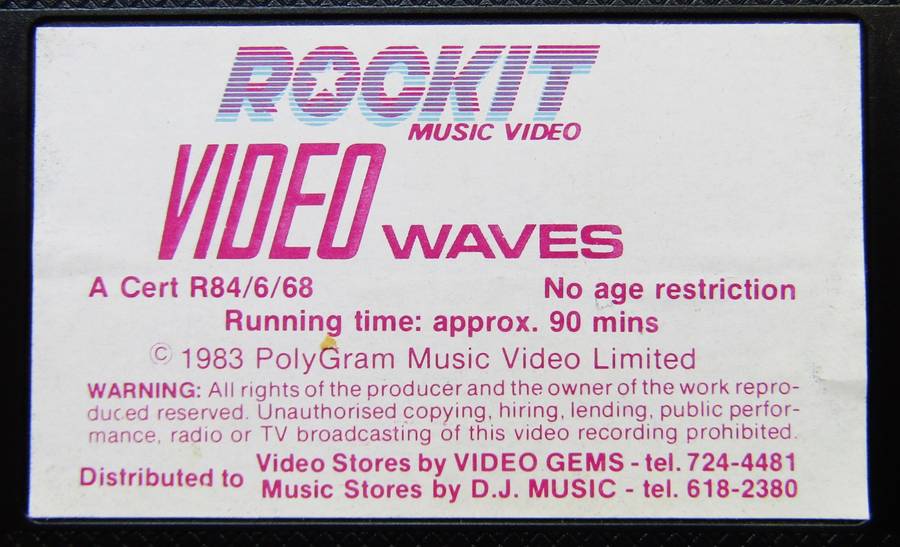 ROCKIT
MUSIC VIDEO
VIDEO WAVES
A Cert R84/6/68 No age restriction
Running time: approx. 90 mins
© 1983 PolyGram Music Video Limited
WARNING: All rights of the producer and the owner of the work repro-
duced reserved. Unauthorised copying, hiring, lending, public perfor-
mance, radio or TV broadcasting of this video recording prohibited.
Distributed to Video Stores by VIDEO GEMS - tel. 724-4481
Music Stores by D.J. MUSIC - tel. 618-2380